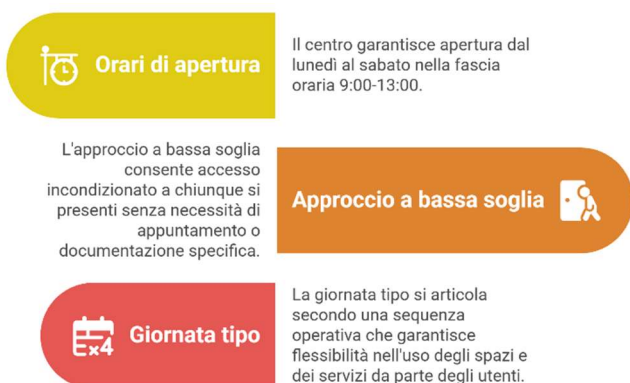 Orari di apertura
Il centro garantisce apertura dal
lunedì al sabato nella fascia
oraria 9:00-13:00.
L'approccio a bassa soglia
consente accesso
incondizionato a chiunque si
presenti senza necessità di
appuntamento o
documentazione specifica.
Approccio a bassa soglia
x4
Giornata tipo
La giornata tipo si articola
secondo una sequenza
operativa che garantisce
flessibilità nell'uso degli spazi e
dei servizi da parte degli utenti.